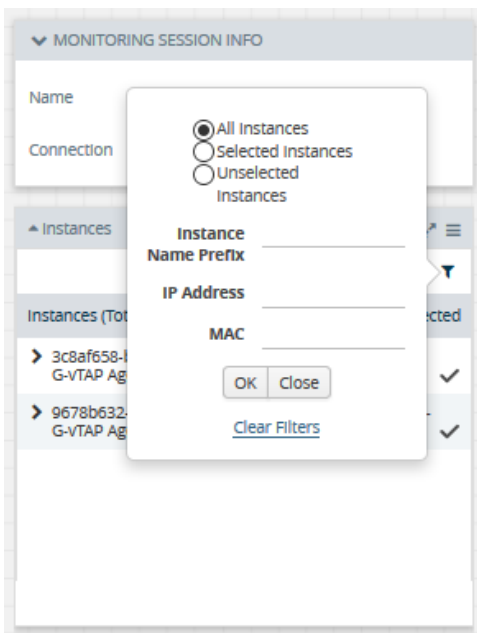 MONITORING SESSION INFO
Name
Connection
All Instances
Selected Instances
Unselected
Instances
Instance
Name Prefix
IP Address
MAC
OK Close
Clear Filters
Instances
Instances (Tot
ected
3c8af658-
G-vTAP Ag
9678b632-
G-vTAP Ag